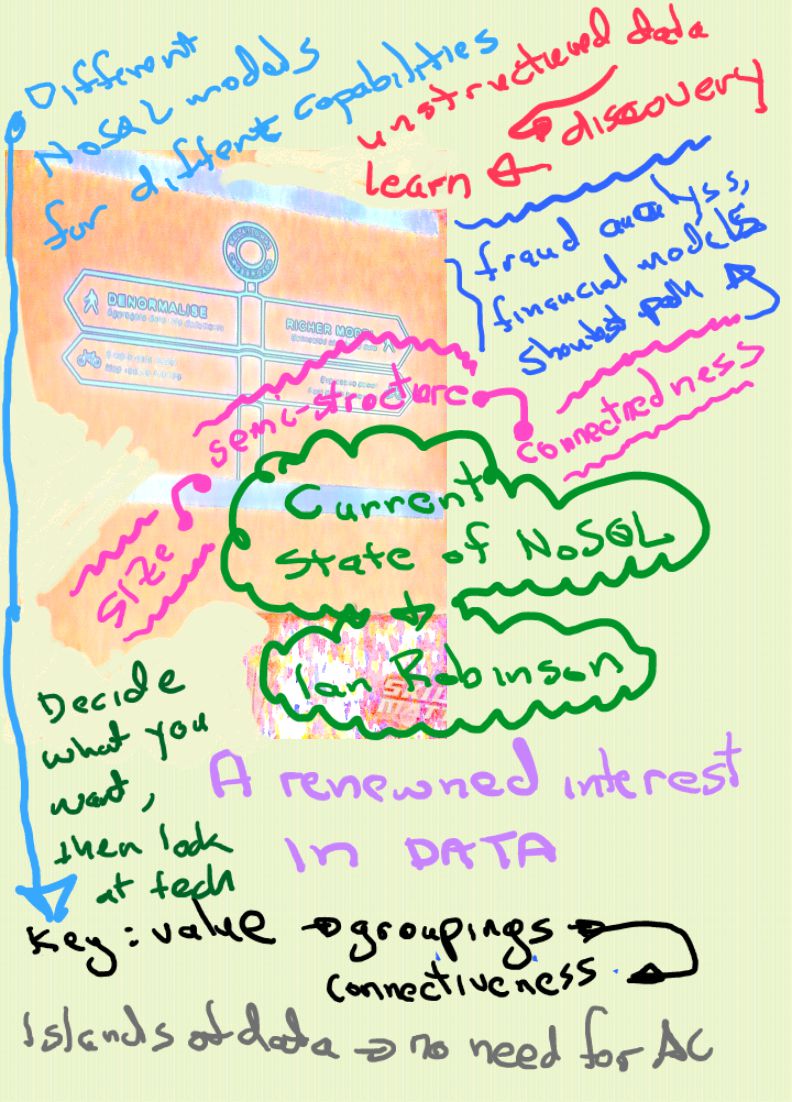 Different
NoSQL models
for different capabilities
unstructured data
learn discovery
fraud analyss,
financial models
shortest path
DENORMALISE
RICHER MODEL
semi-structure
connectedness
size
Current
state of NoSQL
Ian Robinson
Decide
what you
want,
then look
at tech
A renewned interest
in DATA
Key: value → groupings →
connectiveness
Islands of data → no need for AC